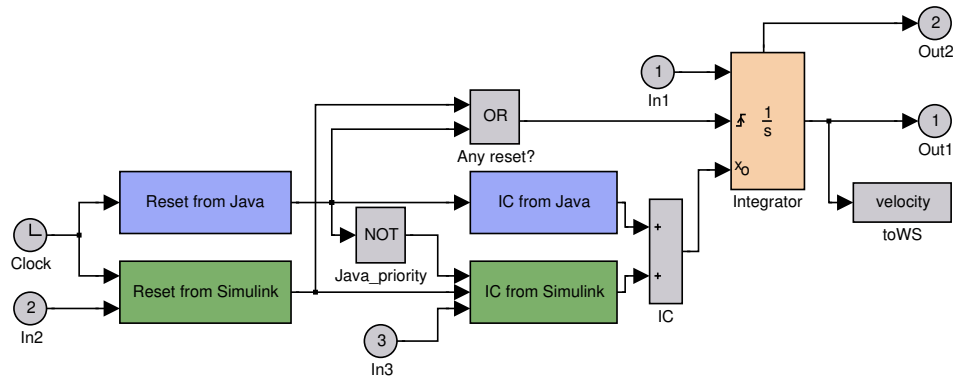 2
Out2
1
In1
OR
Any reset?
1
s
xo
Integrator
1
Out1
velocity
toWS
Reset from Java
IC from Java
NOT
Java_priority
+
+
IC
Clock
Reset from Simulink
IC from Simulink
2
In2
3
In3